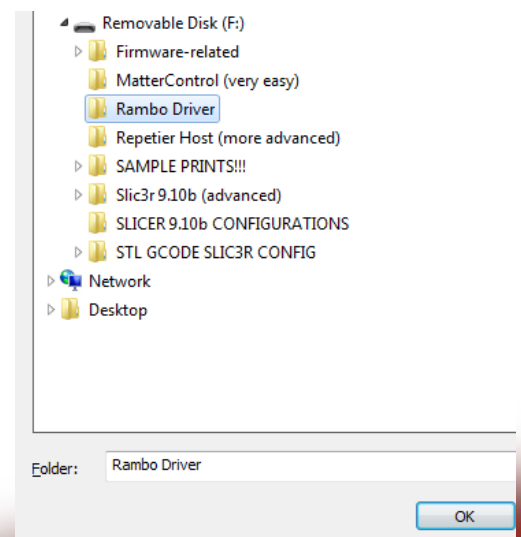 Removable Disk (F:)
Firmware-related
MatterControl (very easy)
Rambo Driver
Repetier Host (more advanced)
SAMPLE PRINTS!!!
Slic3r 9.10b (advanced)
SLICER 9.10b CONFIGURATIONS
STL GCODE SLIC3R CONFIG
Network
Desktop
Folder: Rambo Driver
OK